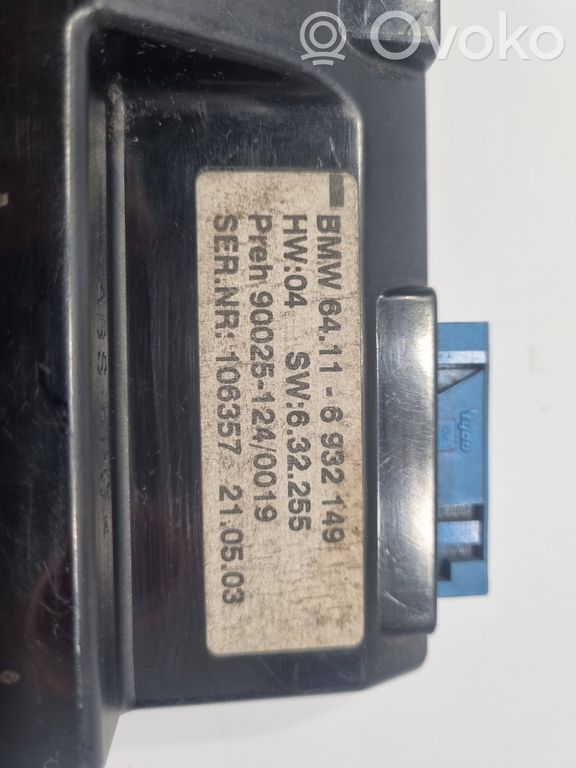 Ovoko
BMW 64.11 - 6 932 149
HW:04 SW:6.32.255
Preh 90025-124/0019
SER.NR: 106357 21.05.03
tyco